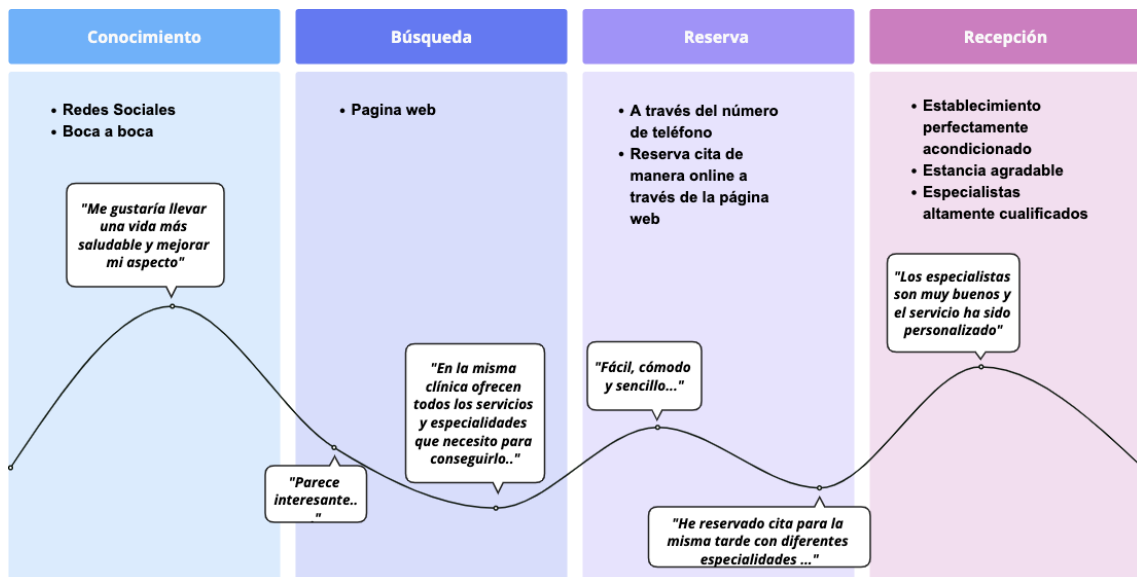 Conocimiento
Búsqueda
Reserva
Recepción
• Redes Sociales
• Boca a boca
"Me gustaría llevar
una vida más
saludable y mejorar
mi aspecto"
• Pagina web
"Parece
interesante..
."
"En la misma
clínica ofrecen
todos los servicios
y especialidades
que necesito para
conseguirlo.."
• A través del número
de teléfono
• Reserva cita de
manera online a
través de la página
web
"Fácil, cómodo
y sencillo..."
"He reservado cita para la
misma tarde con diferentes
especialidades ..."
• Establecimiento
perfectamente
acondicionado
• Estancia agradable
• Especialistas
altamente cualificados
"Los especialistas
son muy buenos y
el servicio ha sido
personalizado"